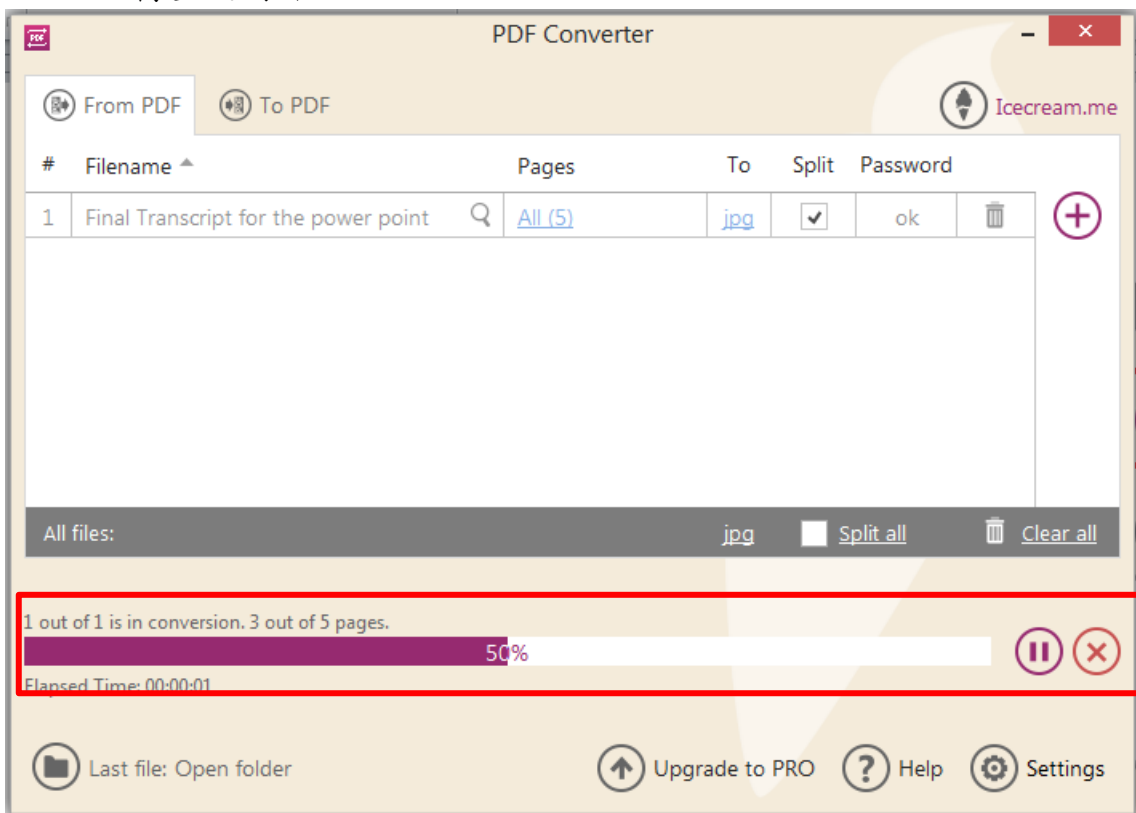 PDF Converter
From PDF
To PDF
Icecream.me
# Filename Pages To Split Password
1 Final Transcript for the power point All (5) jpg ok
All files: jpg Split all Clear all
1 out of 1 is in conversion. 3 out of 5 pages.
50%
Elapsed Time: 00:00:01
Last file: Open folder
Upgrade to PRO
Help
Settings